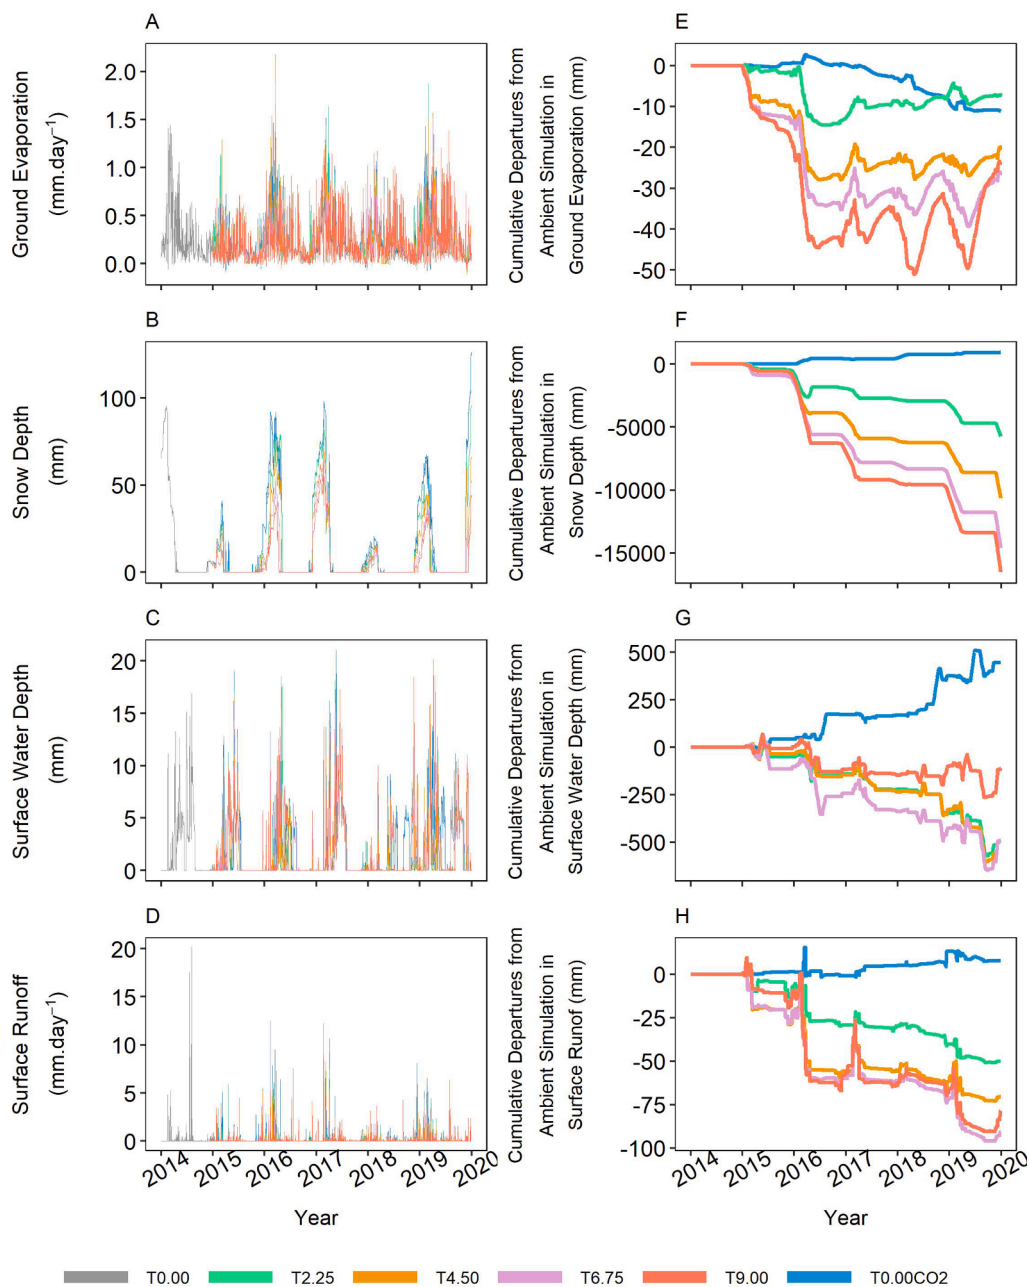 A
Ground Evaporation
(mm.day−1)
2.0
1.5
1.0
0.5
0.0
E
Cumulative Departures from
Ambient Simulation in
Ground Evaporation (mm)
0
-10
-20
-30
-40
-50
B
Snow Depth
(mm)
100
50
0
F
Cumulative Departures from
Ambient Simulation in
Snow Depth (mm)
0
-5000
-10000
-15000
C
Surface Water Depth
(mm)
20
15
10
5
0
G
Cumulative Departures from
Ambient Simulation in
Surface Water Depth (mm)
500
250
0
-250
-500
D
Surface Runoff
(mm.day−1)
20
15
10
5
0
2014 2015 2016 2017 2018 2019 2020
Year
H
Cumulative Departures from
Ambient Simulation in
Surface Runof (mm)
0
-25
-50
-75
-100
2014 2015 2016 2017 2018 2019 2020
Year
T0.00 T2.25 T4.50 T6.75 T9.00 T0.00CO2